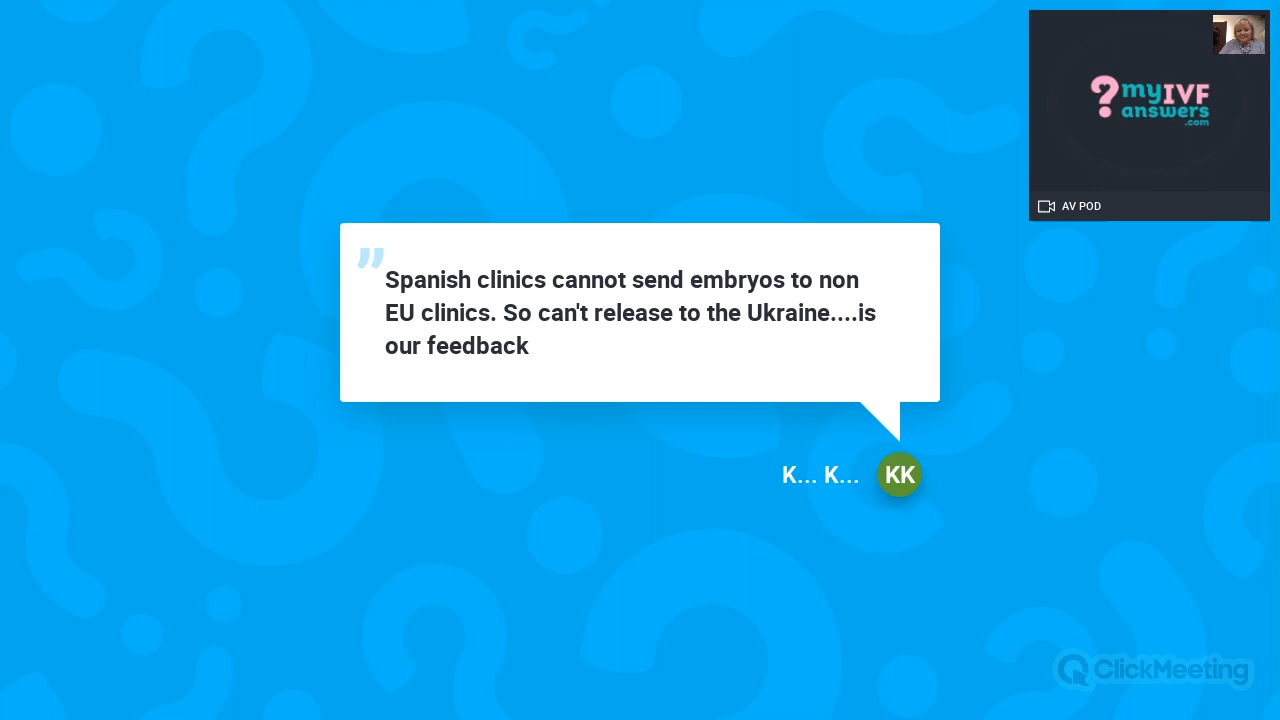 ?myIVF
answers
.com
AV POD
"
Spanish clinics cannot send embryos to non
EU clinics. So can't release to the Ukraine....is
our feedback
K... K... KK
ClickMeeting